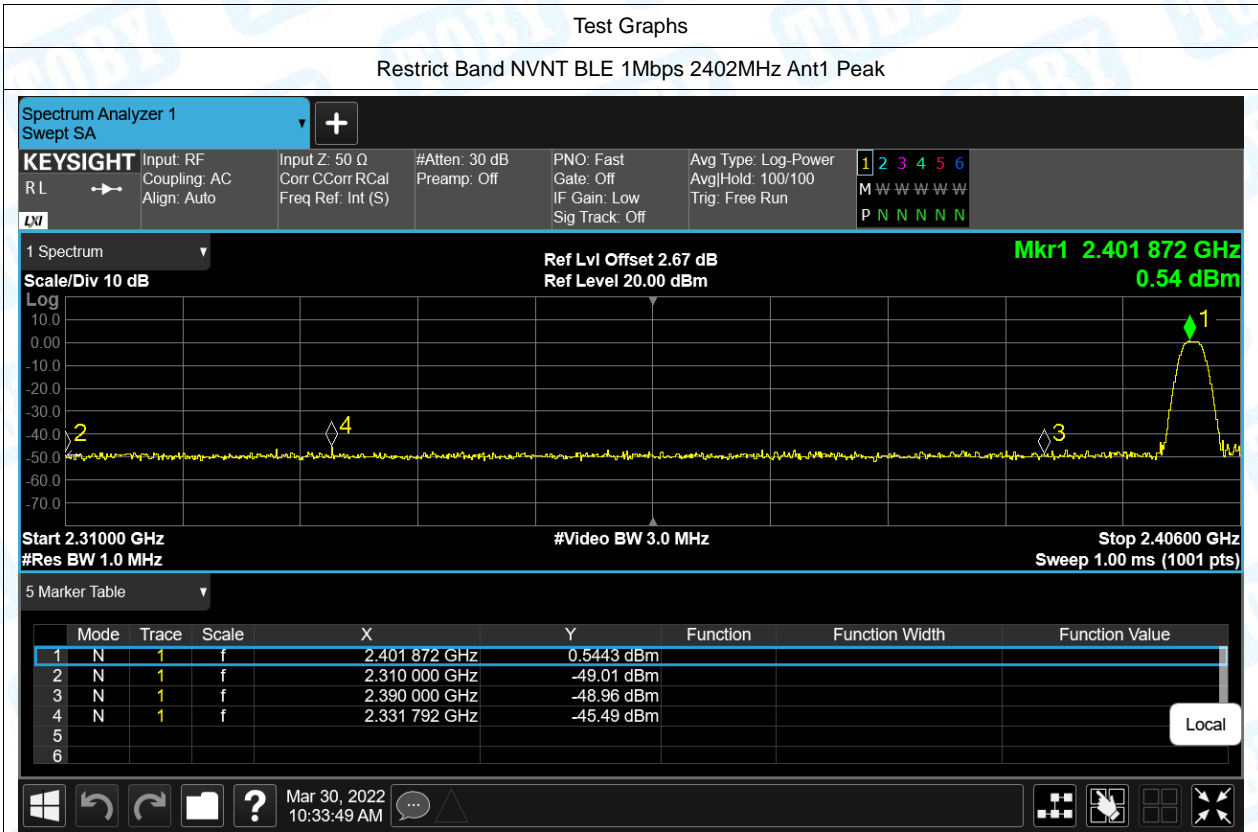 Test Graphs
Restrict Band NVNT BLE 1Mbps 2402MHz Ant1 Peak
Spectrum Analyzer 1
Swept SA
+
KEYSIGHT Input: RF Input Z: 50 Ω #Atten: 30 dB PNO: Fast Avg Type: Log-Power 1 2 3 4 5 6
RL Coupling: AC Corr CCorr RCal Preamp: Off Gate: Off Avg|Hold: 100/100 M W W W W W
Align: Auto Freq Ref: Int (S) IF Gain: Low Trig: Free Run
LXI Sig Track: Off P N N N N N
1 Spectrum Ref Lvl Offset 2.67 dB Mkr1 2.401 872 GHz
Scale/Div 10 dB Ref Level 20.00 dBm 0.54 dBm
Log
10.0 1
0.00
-10.0
-20.0
-30.0
-40.0 2 4 3
-50.0
-60.0
-70.0
Start 2.31000 GHz #Video BW 3.0 MHz Stop 2.40600 GHz
#Res BW 1.0 MHz Sweep 1.00 ms (1001 pts)
5 Marker Table
Mode Trace Scale X Y Function Function Width Function Value
1 N 1 f 2.401 872 GHz 0.5443 dBm
2 N 1 f 2.310 000 GHz -49.01 dBm
3 N 1 f 2.390 000 GHz -48.96 dBm
4 N 1 f 2.331 792 GHz -45.49 dBm
5
6
Local
? Mar 30, 2022
10:33:49 AM